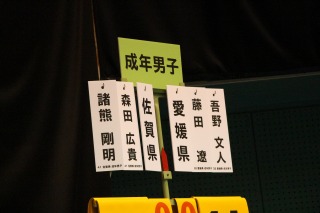 成年男子
吾野 文人
藤田 遼
愛媛県
佐賀県
森田 広貴
諸熊 剛明